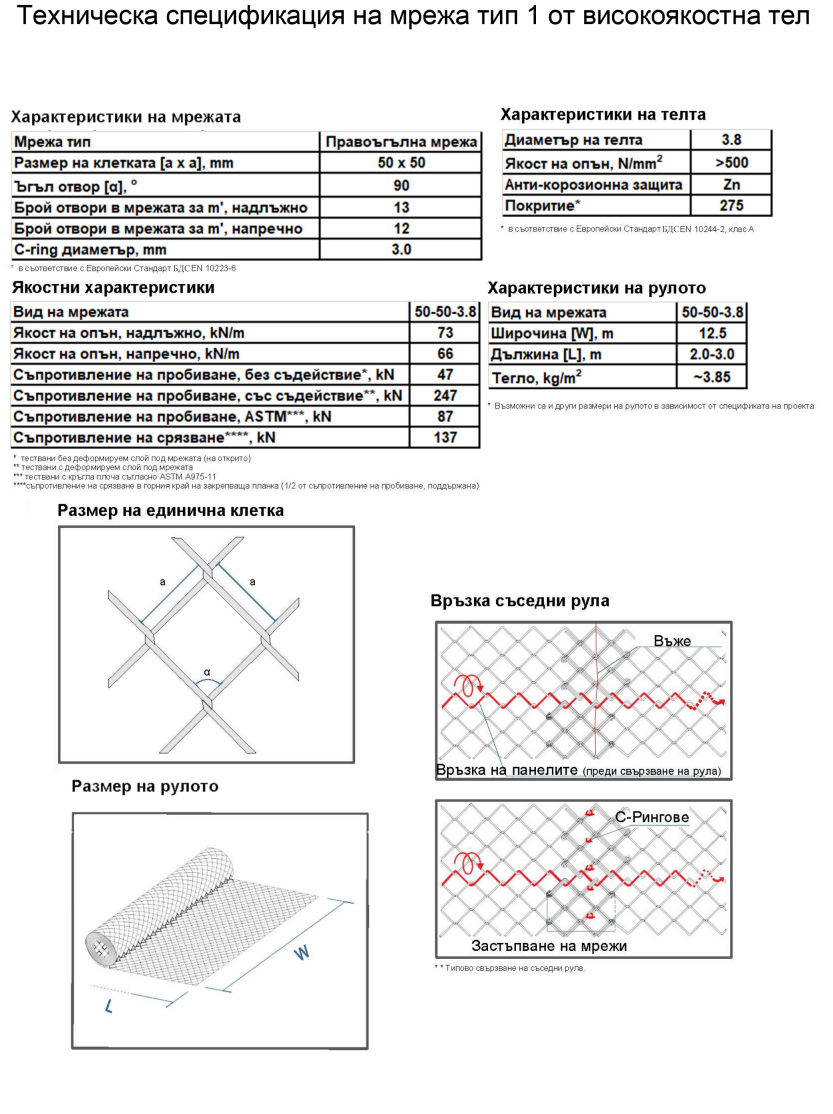 Техническа спецификация на мрежа тип 1 от високоякостна тел
Характеристики на мрежата
Мрежа тип Правоъгълна мрежа
Размер на клетката [a x a], mm 50 x 50
Ъгъл отвор [α], ° 90
Брой отвори в мрежата за m', надлъжно 13
Брой отвори в мрежата за m', напречно 12
C-ring диаметър, mm 3.0
* в съответствие с Европейски Стандарт БДСEN 10223-6
Характеристики на телта
Диаметър на телта 3.8
Якост на опън, N/mm² >500
Анти-корозионна защита Zn
Покритие* 275
* в съответствие с Европейски Стандарт БДСEN 10244-2, клас А
Якостни характеристики
Вид на мрежата 50-50-3.8
Якост на опън, надлъжно, kN/m 73
Якост на опън, напречно, kN/m 66
Съпротивление на пробиване, без съдействие*, kN 47
Съпротивление на пробиване, със съдействие**, kN 247
Съпротивление на пробиване, ASTM***, kN 87
Съпротивление на срязване****, kN 137
* тествани без деформируем слой под мрежата (на открито)
** тествани с деформируем слой под мрежата
*** тествани с кръгла плоча съгласно ASTM A975-11
****съпротивление на срязване в горния край на закрепваща планка (1/2 от съпротивление на пробиване, поддържана)
Характеристики на рулото
Вид на мрежата 50-50-3.8
Широчина [W], m 12.5
Дължина [L], m 2.0-3.0
Тегло, kg/m² ~3.85
* Възможни са и други размери на рулото в зависимост от спецификата на проекта
Размер на единична клетка
a a
α
Размер на рулото
W
L
Връзка съседни рула
Въже
Връзка на панелите (преди свързване на рула)
С-Рингове
Застъпване на мрежи
* * Типово свързване на съседни рула.